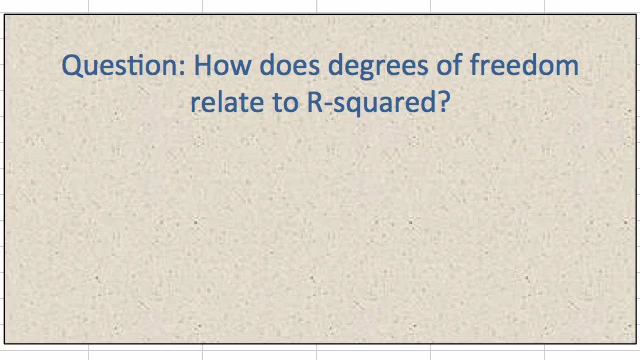 Question: How does degrees of freedom
relate to R-squared?